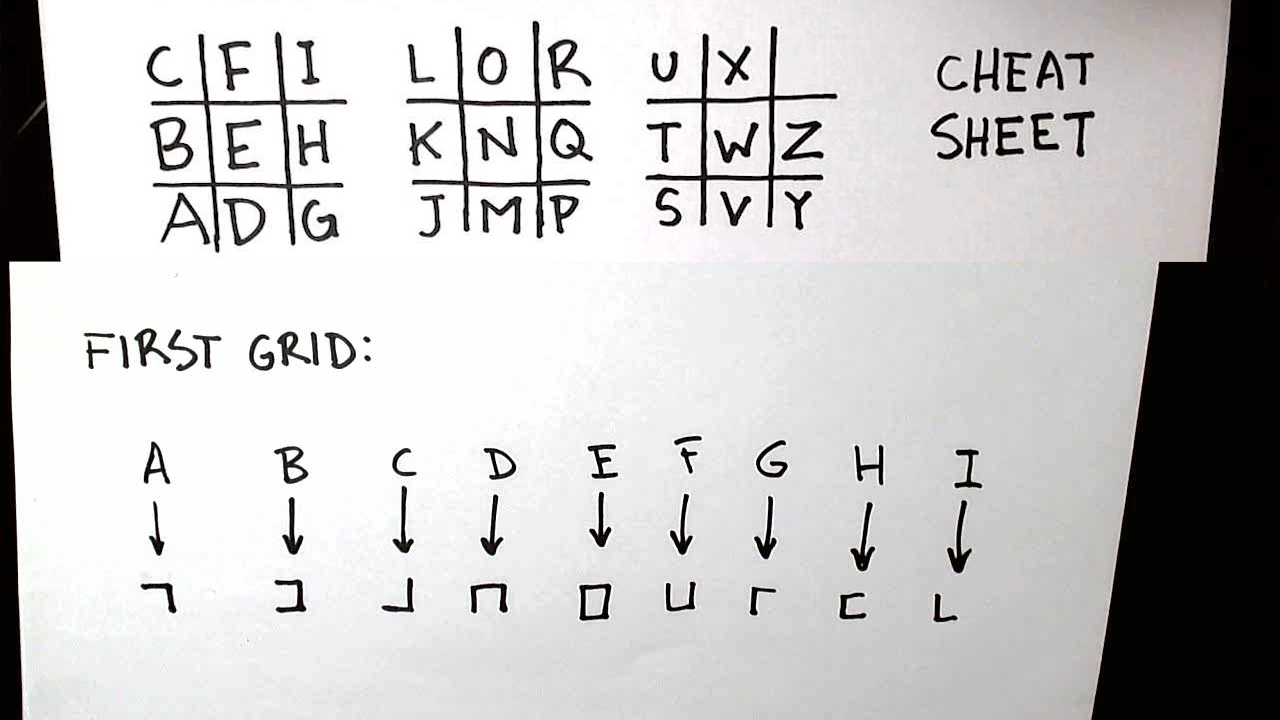 C F I L O R U X CHEAT
B E H K N Q T W Z SHEET
A D G J M P S V Y
FIRST GRID:
A B C D E F G H I